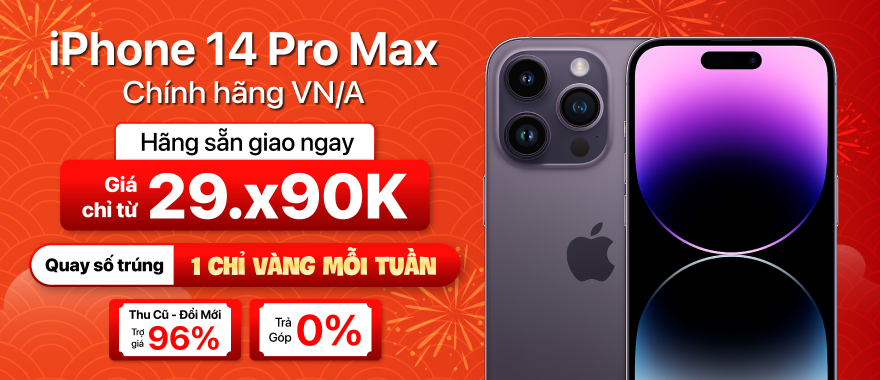 iPhone 14 Pro Max
Chính hãng VN/A
Hãng sẵn giao ngay
Giá
chỉ từ
29.x90K
Quay số trúng
1 CHỈ VÀNG MỖI TUẦN
Thu Cũ - Đổi Mới
Trợ
giá
96%
Trả
Góp
0%